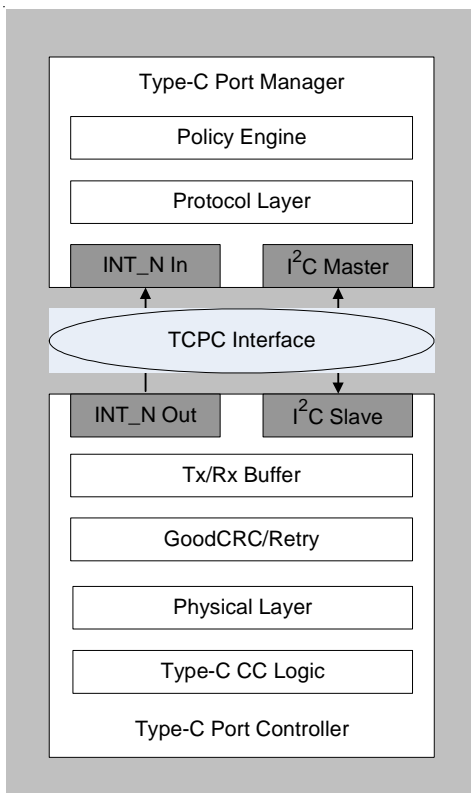 Type-C Port Manager
Policy Engine
Protocol Layer
INT_N In
I²C Master
TCPC Interface
INT_N Out
I²C Slave
Tx/Rx Buffer
GoodCRC/Retry
Physical Layer
Type-C CC Logic
Type-C Port Controller